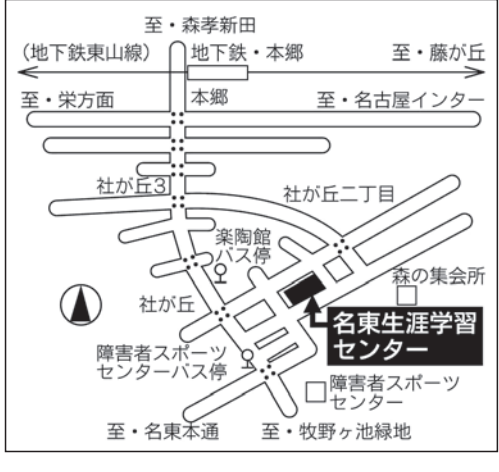 至・森孝新田
（地下鉄東山線）
地下鉄・本郷
至・藤が丘
至・栄方面
本郷
至・名古屋インター
社が丘3
社が丘二丁目
楽陶館
バス停
森の集会所
社が丘
名東生涯学習
センター
障害者スポーツ
センターバス停
障害者スポーツ
センター
至・名東本通
至・牧野ヶ池緑地